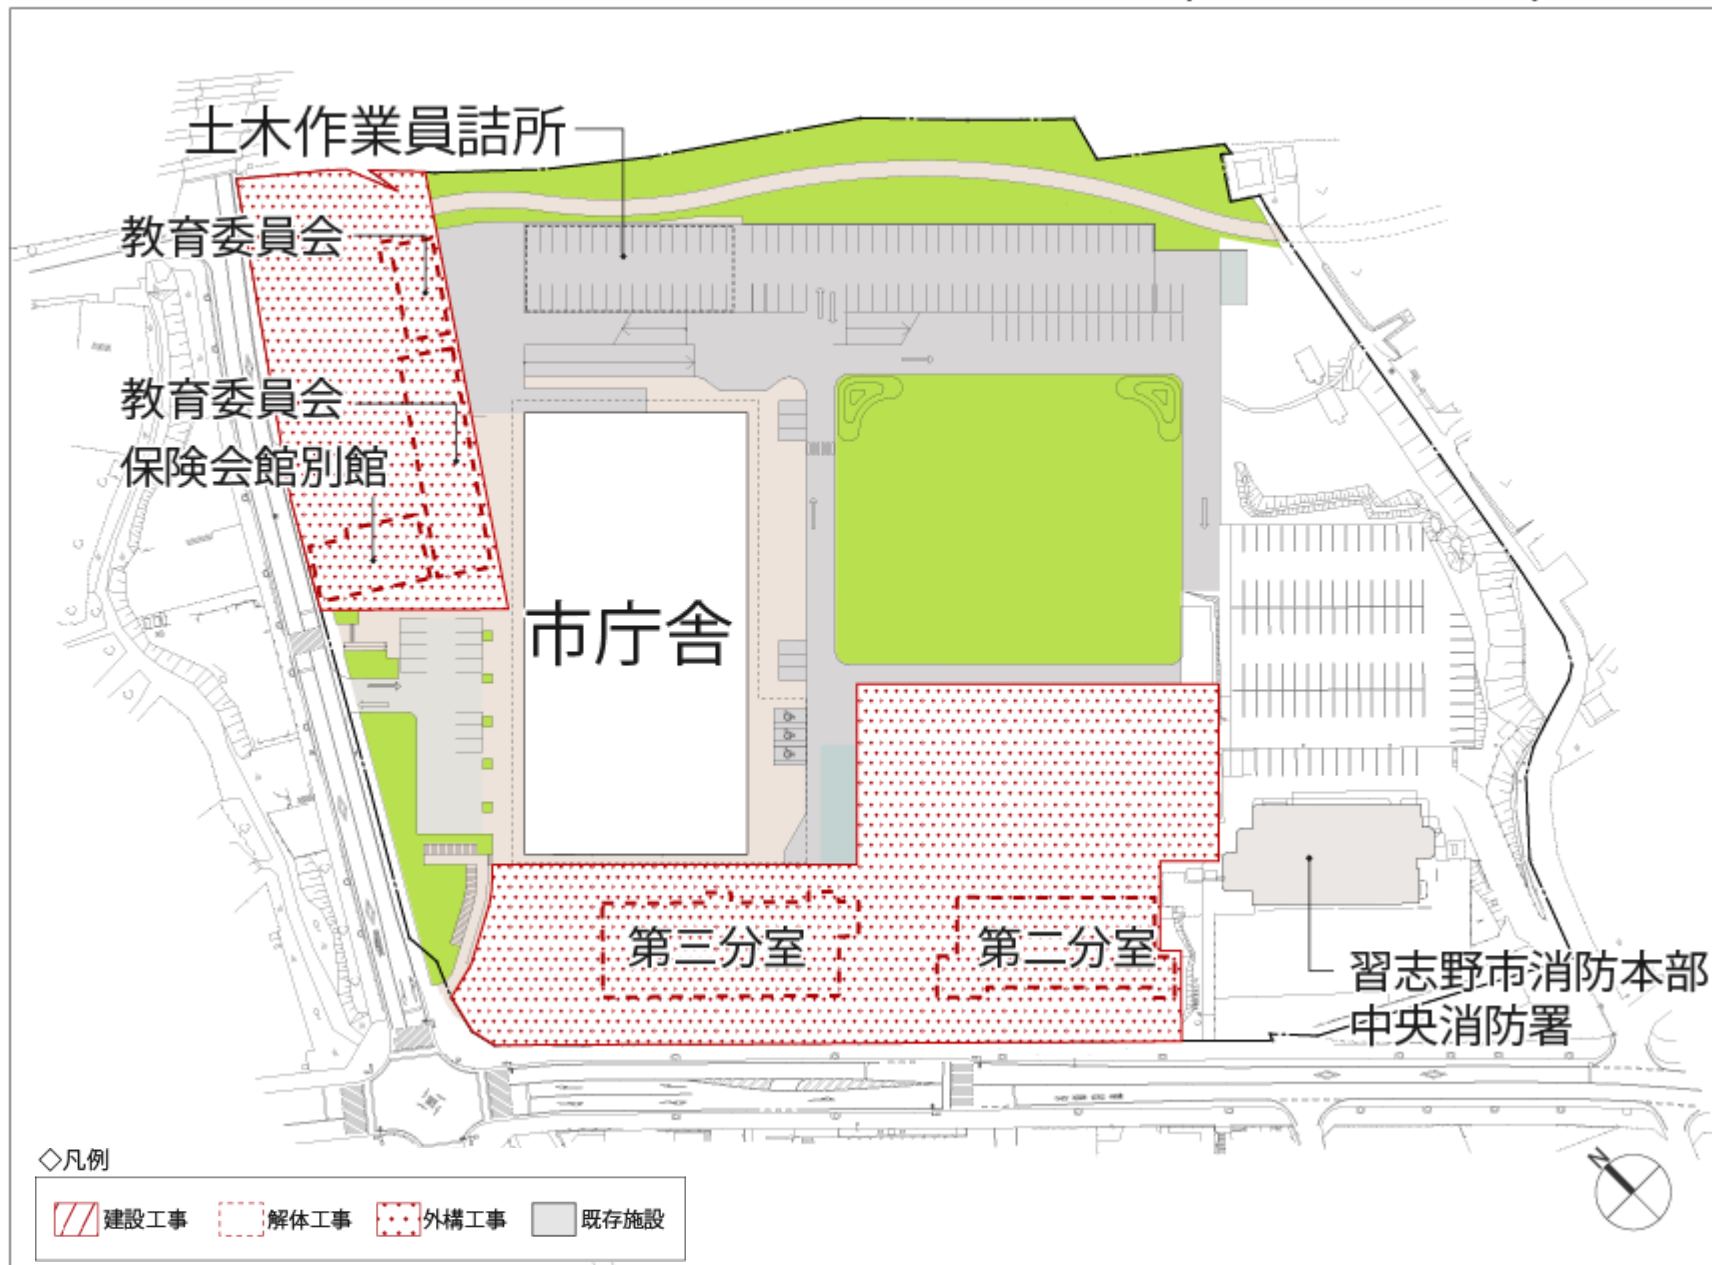 土木作業員詰所
教育委員会
教育委員会
保険会館別館
市庁舎
第三分室
第二分室
習志野市消防本部
中央消防署
◇凡例
建設工事
解体工事
外構工事
既存施設
N